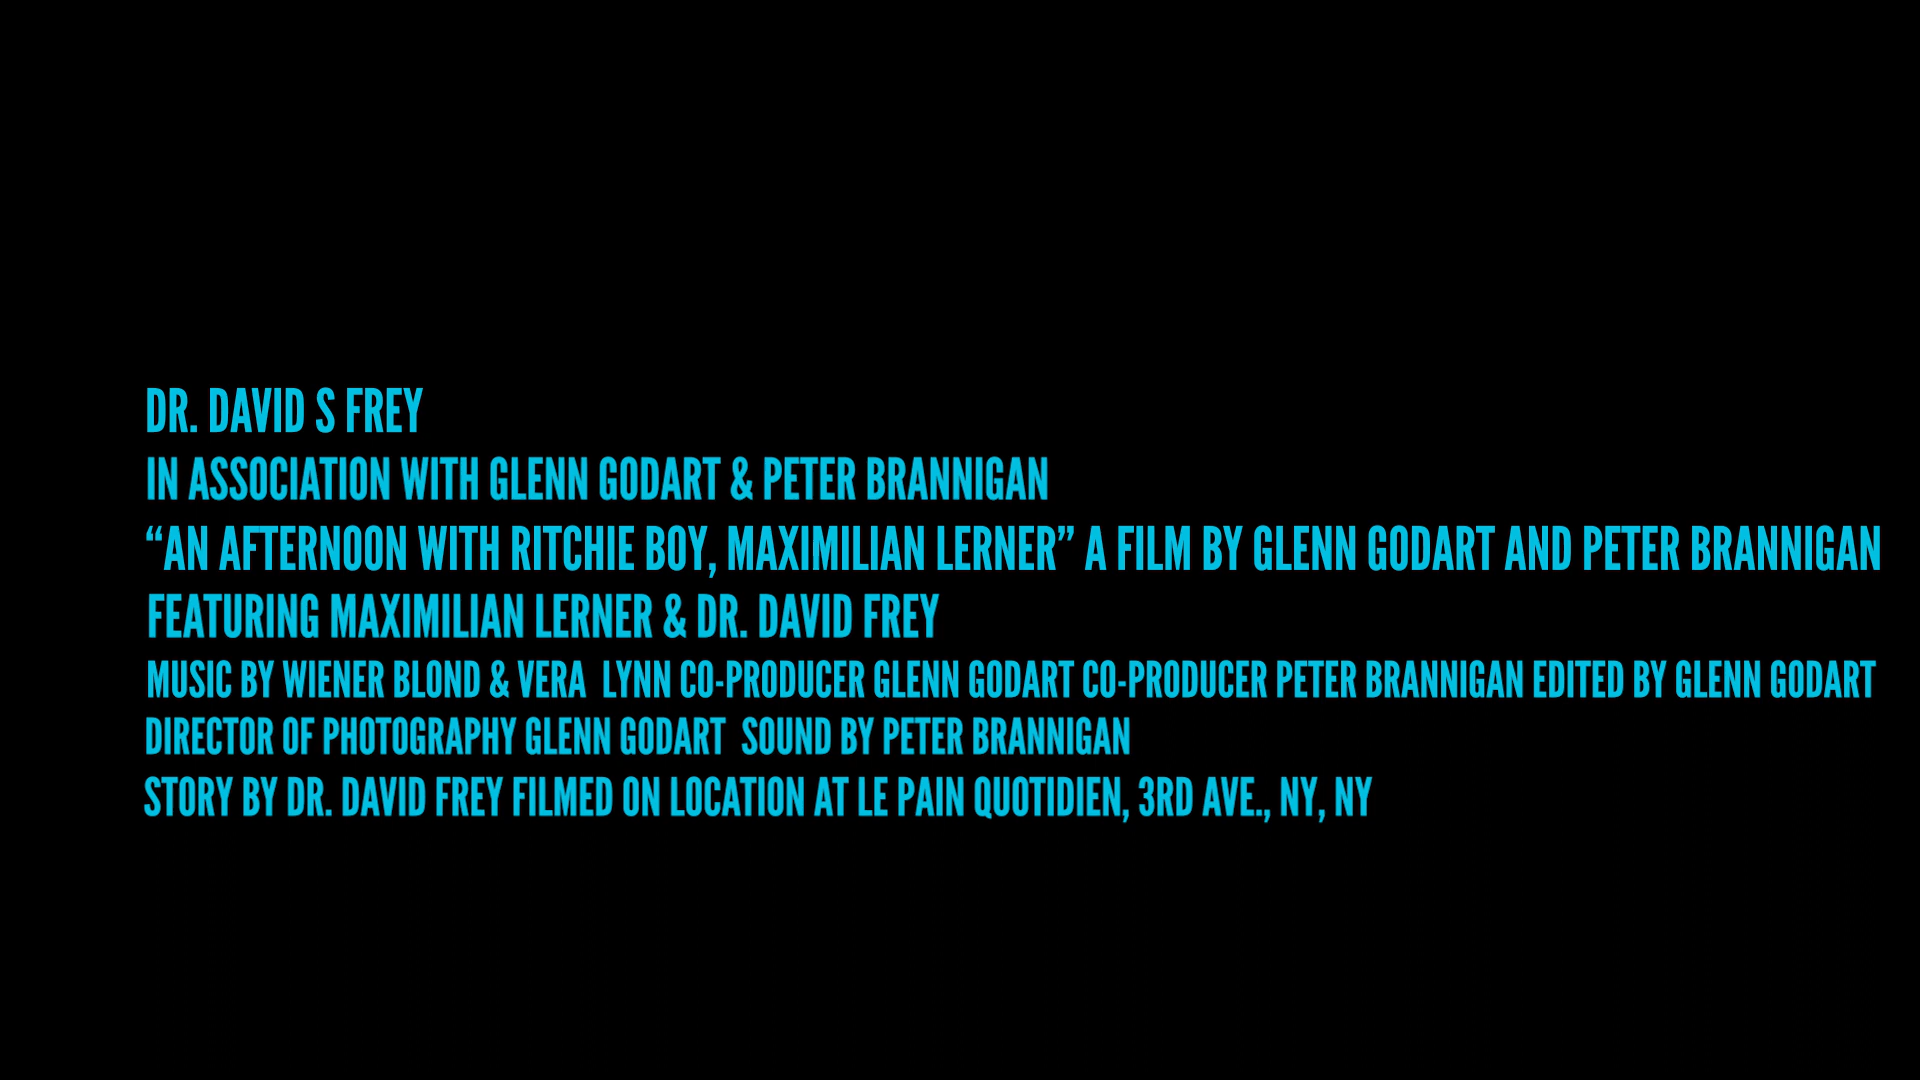 DR. DAVID S FREY
IN ASSOCIATION WITH GLENN GODART & PETER BRANNIGAN
“AN AFTERNOON WITH RITCHIE BOY, MAXIMILIAN LERNER” A FILM BY GLENN GODART AND PETER BRANNIGAN
FEATURING MAXIMILIAN LERNER & DR. DAVID FREY
MUSIC BY WIENER BLOND & VERA  LYNN CO-PRODUCER GLENN GODART CO-PRODUCER PETER BRANNIGAN EDITED BY GLENN GODART
DIRECTOR OF PHOTOGRAPHY GLENN GODART  SOUND BY PETER BRANNIGAN
STORY BY DR. DAVID FREY FILMED ON LOCATION AT LE PAIN QUOTIDIEN, 3RD AVE., NY, NY